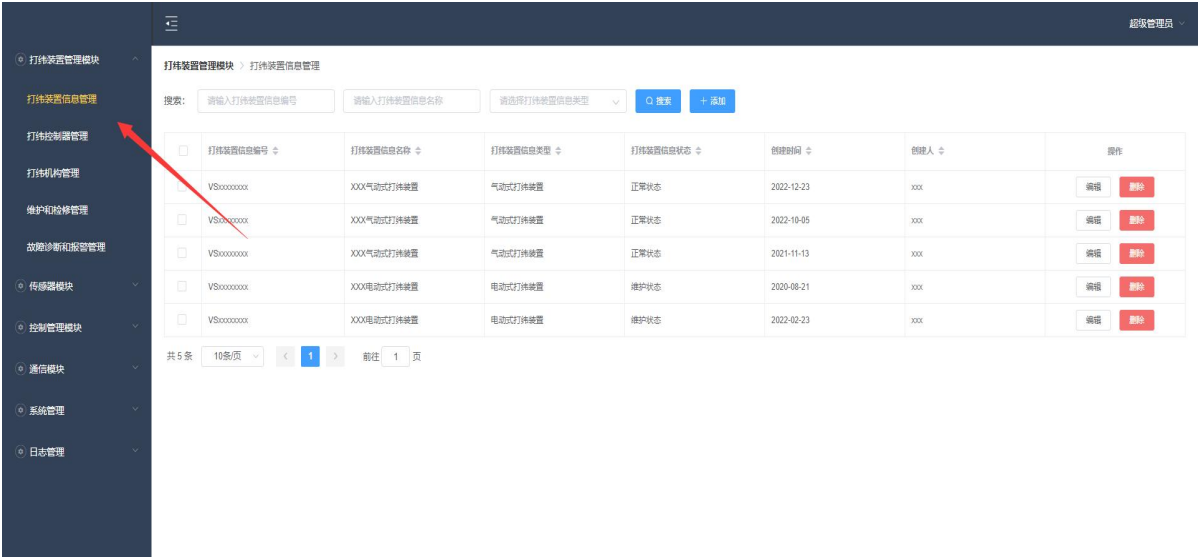 超级管理员
打纬装置管理模块
打纬装置信息管理
打纬控制器管理
打纬机构管理
维护和检修管理
故障诊断和报警管理
传感器模块
控制管理模块
通信模块
系统管理
日志管理
打纬装置管理模块 > 打纬装置信息管理
搜索: 请输入打纬装置信息编号 请输入打纬装置信息名称 请选择打纬装置信息类型 搜索 + 添加
打纬装置信息编号 打纬装置信息名称 打纬装置信息类型 打纬装置信息状态 创建时间 创建人 操作
VSxxxxxxxx XXX气动式打纬装置 气动式打纬装置 正常状态 2022-12-23 xxx 编辑 删除
VSxxxxxxxx XXX气动式打纬装置 气动式打纬装置 正常状态 2022-10-05 xxx 编辑 删除
VSxxxxxxxx XXX气动式打纬装置 气动式打纬装置 正常状态 2021-11-13 xxx 编辑 删除
VSxxxxxxxx XXX电动式打纬装置 电动式打纬装置 维护状态 2020-08-21 xxx 编辑 删除
VSxxxxxxxx XXX电动式打纬装置 电动式打纬装置 维护状态 2022-02-23 xxx 编辑 删除
共 5 条 10条/页 < 1 > 前往 1 页